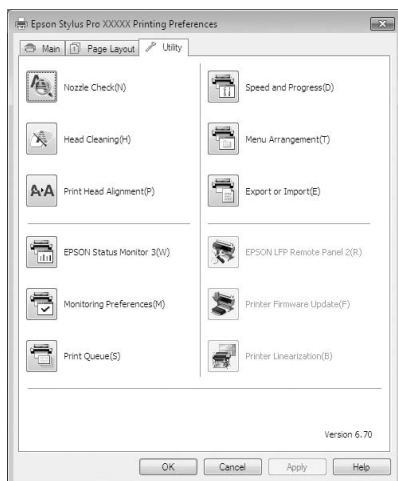 Epson Stylus Pro XXXXX Printing Preferences
Main Page Layout Utility
Nozzle Check(N)
Speed and Progress(D)
Head Cleaning(H)
Menu Arrangement(T)
A A
Print Head Alignment(P)
Export or Import(E)
EPSON Status Monitor 3(W)
EPSON LFP Remote Panel 2(R)
Monitoring Preferences(M)
Printer Firmware Update(F)
Print Queue(S)
Printer Linearization(B)
Version 6.70
OK Cancel Apply Help